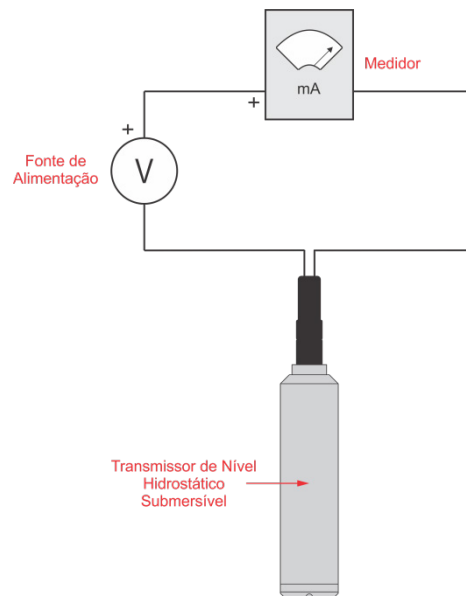 Medidor
mA
+
+
Fonte de
Alimentação
V
Transmissor de Nível
Hidrostático
Submersível